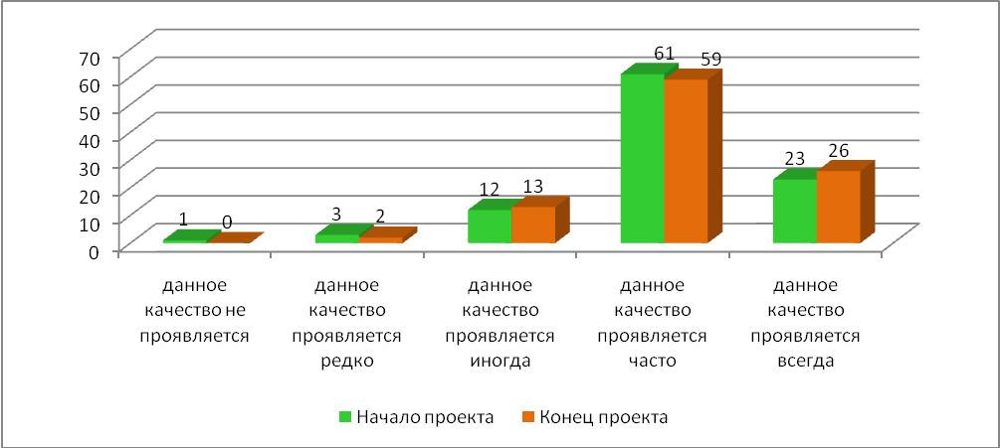 70
60
50
40
30
20
10
0
1
0
3
2
12
13
61
59
23
26
данное
качество не
проявляется
данное
качество
проявляется
редко
данное
качество
проявляется
иногда
данное
качество
проявляется
часто
данное
качество
проявляется
всегда
Начало проекта
Конец проекта